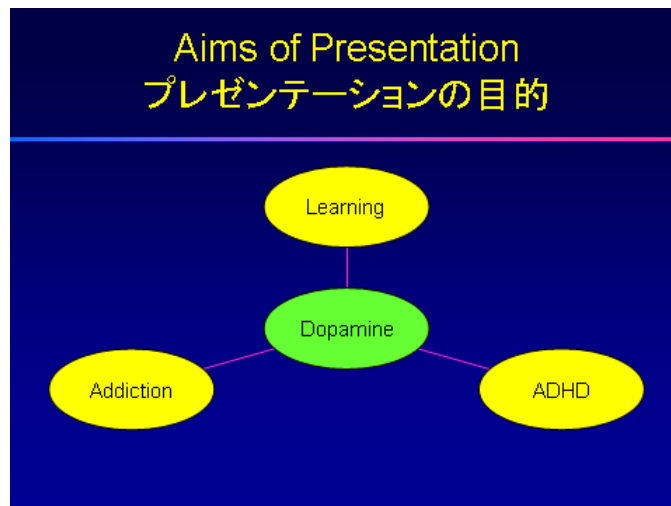 Aims of Presentation
プレゼンテーションの目的
Learning
Dopamine
Addiction
ADHD